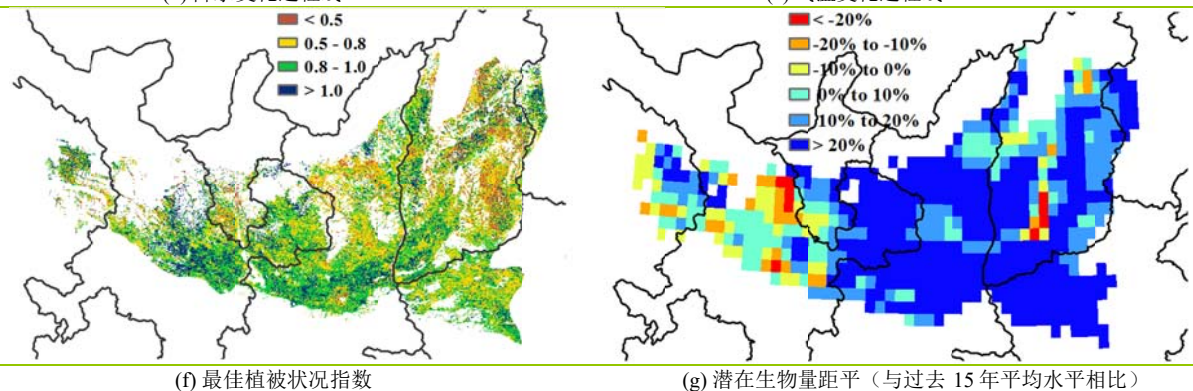 < 0.5
0.5 - 0.8
0.8 - 1.0
> 1.0
< -20%
-20% to -10%
-10% to 0%
0% to 10%
10% to 20%
> 20%
(f) 最佳植被状况指数
(g) 潜在生物量距平（与过去 15 年平均水平相比）